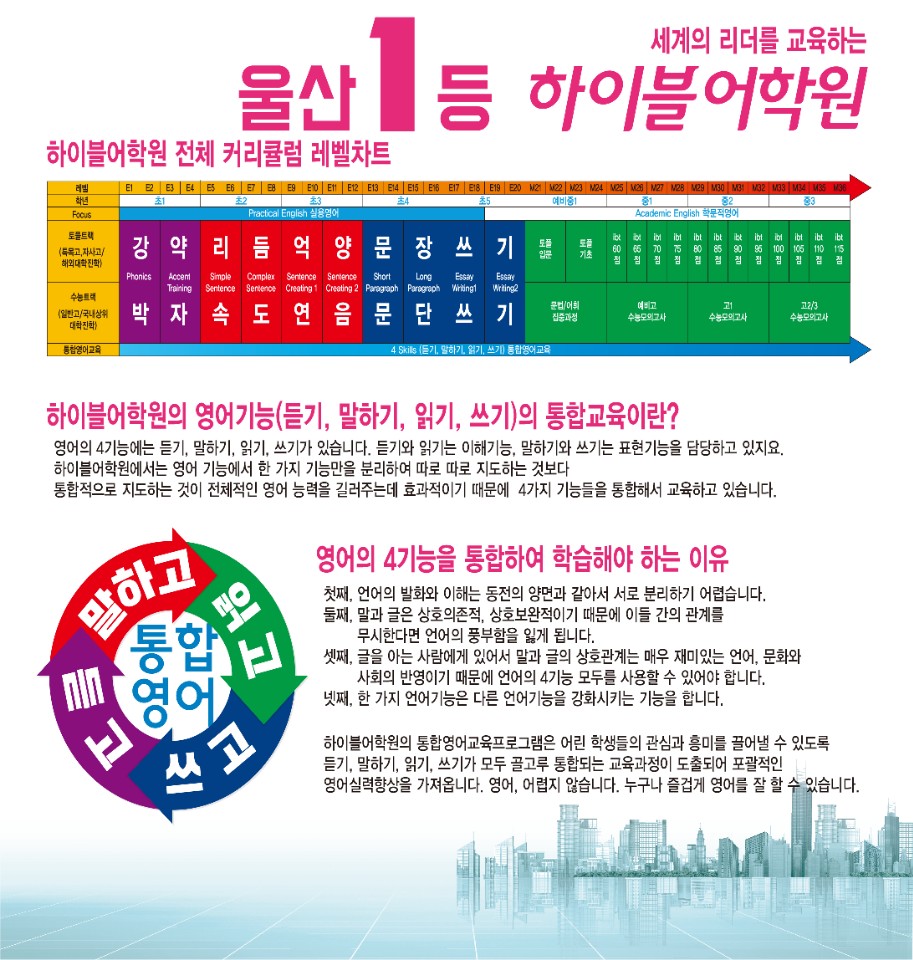 세계의 리더를 교육하는
울산1등 하이블어학원
하이블어학원 전체 커리큘럼 레벨차트
레벨 E1 E2 E3 E4 E5 E6 E7 E8 E9 E10 E11 E12 E13 E14 E15 E16 E17 E18 E19 E20 M21 M22 M23 M24 M25 M26 M27 M28 M29 M30 M31 M32 M33 M34 M35 M36
학년 초1 초2 초3 초4 초5 예비중1 중1 중2 중3
Focus Practical English 실용영어 Academic English 학문적영어
토플트랙
(특목고,자사고/
해외대학진학)
강 약 리 듬 억 양 문 장 쓰 기
Phonics
Accent
Training
Simple
Sentence
Complex
Sentence
Sentence
Creating 1
Sentence
Creating 2
Short
Paragraph
Long
Paragraph
Essay
Writing1
Essay
Writing2
토플
입문
토플
기초
ibt ibt ibt ibt ibt ibt ibt ibt ibt ibt ibt ibt
60 65 70 75 80 85 90 95 100 105 110 115
점 점 점 점 점 점 점 점 점 점 점 점
수능트랙
(일반고/국내상위
대학진학)
박 자 속 도 연 음 문 단 쓰 기
문법/어휘
집중과정
예비고
수능모의고사
고1
수능모의고사
고2/3
수능모의고사
통합영어교육 4 Skills (듣기, 말하기, 읽기, 쓰기) 통합영어교육
하이블어학원의 영어기능(듣기, 말하기, 읽기, 쓰기)의 통합교육이란?
영어의 4기능에는 듣기, 말하기, 읽기, 쓰기가 있습니다. 듣기와 읽기는 이해기능, 말하기와 쓰기는 표현기능을 담당하고 있지요.
하이블어학원에서는 영어 기능에서 한 가지 기능만을 분리하여 따로 따로 지도하는 것보다
통합적으로 지도하는 것이 전체적인 영어 능력을 길러주는데 효과적이기 때문에 4가지 기능들을 통합해서 교육하고 있습니다.
말하고
읽고
쓰고
듣고
통합
영어
영어의 4기능을 통합하여 학습해야 하는 이유
첫째, 언어의 발화와 이해는 동전의 양면과 같아서 서로 분리하기 어렵습니다.
둘째, 말과 글은 상호의존적, 상호보완적이기 때문에 이들 간의 관계를
무시한다면 언어의 풍부함을 잃게 됩니다.
셋째, 글을 아는 사람에게 있어서 말과 글의 상호관계는 매우 재미있는 언어, 문화와
사회의 반영이기 때문에 언어의 4기능 모두를 사용할 수 있어야 합니다.
넷째, 한 가지 언어기능은 다른 언어기능을 강화시키는 기능을 합니다.
하이블어학원의 통합영어교육프로그램은 어린 학생들의 관심과 흥미를 끌어낼 수 있도록
듣기, 말하기, 읽기, 쓰기가 모두 골고루 통합되는 교육과정이 도출되어 포괄적인
영어실력향상을 가져옵니다. 영어, 어렵지 않습니다. 누구나 즐겁게 영어를 잘 할 수 있습니다.